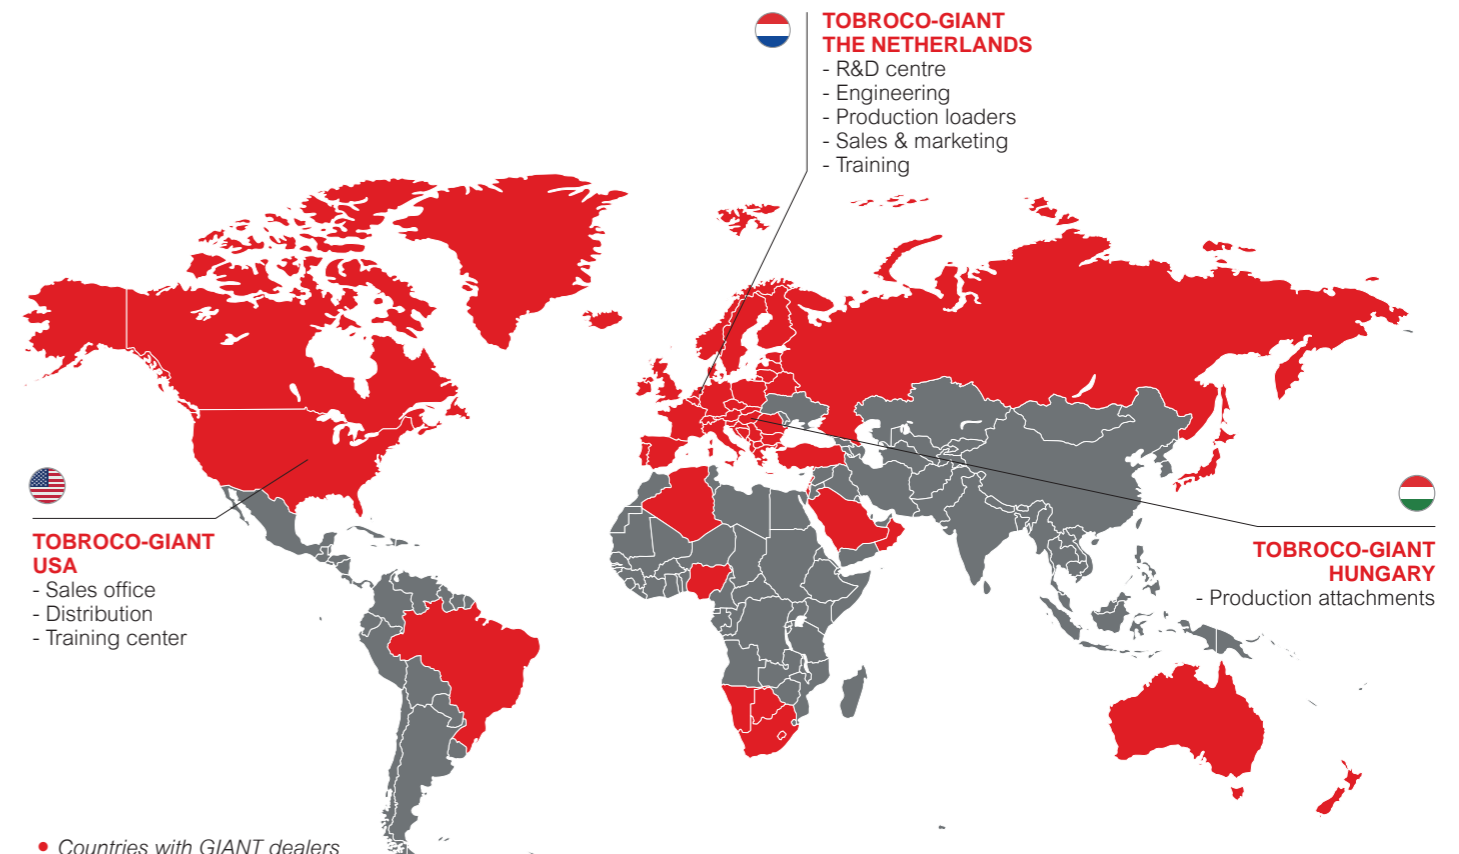 TOBROCO-GIANT
THE NETHERLANDS
- R&D centre
- Engineering
- Production loaders
- Sales & marketing
- Training
TOBROCO-GIANT
USA
- Sales office
- Distribution
- Training center
TOBROCO-GIANT
HUNGARY
- Production attachments
• Countries with GIANT dealers